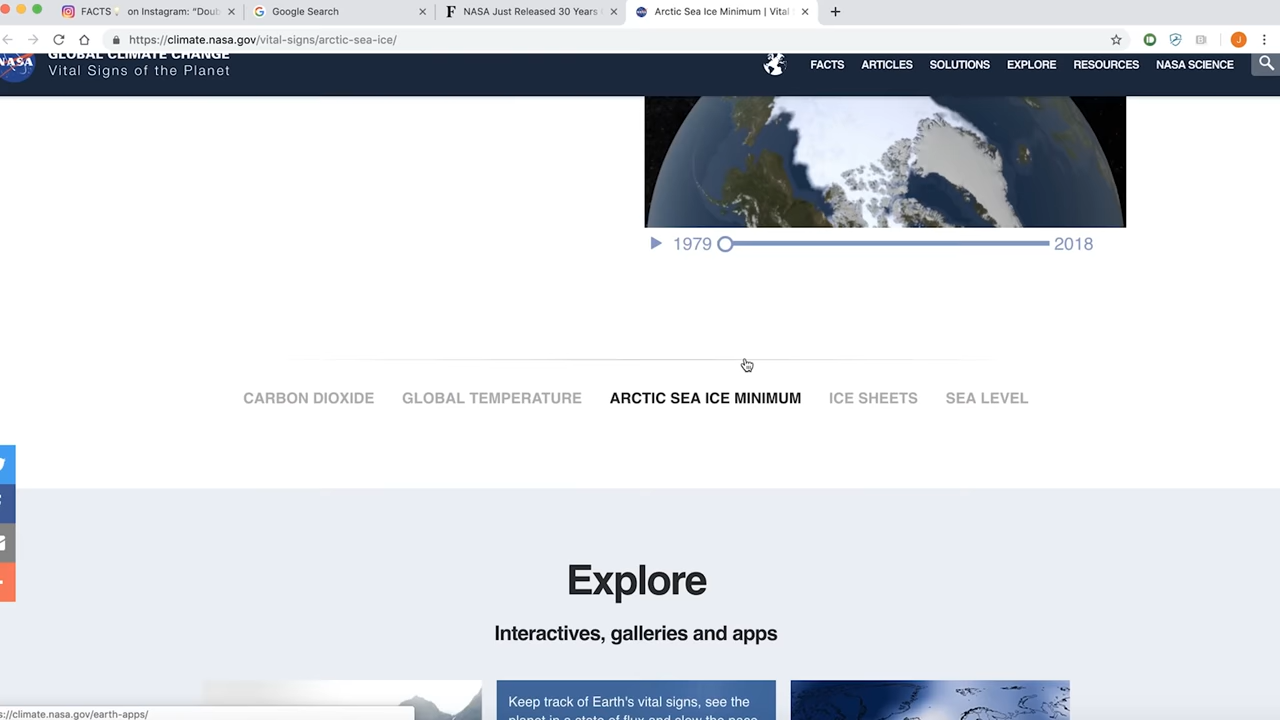 FACTS💡 on Instagram: “Doub
Google Search
NASA Just Released 30 Years
Arctic Sea Ice Minimum | Vital
https://climate.nasa.gov/vital-signs/arctic-sea-ice/
J
NASA
GLOBAL CLIMATE CHANGE
Vital Signs of the Planet
FACTS ARTICLES SOLUTIONS EXPLORE RESOURCES NASA SCIENCE
1979 2018
CARBON DIOXIDE GLOBAL TEMPERATURE ARCTIC SEA ICE MINIMUM ICE SHEETS SEA LEVEL
Explore
Interactives, galleries and apps
Keep track of Earth's vital signs, see the
planet in a state of flux and slow the pace
s://climate.nasa.gov/earth-apps/